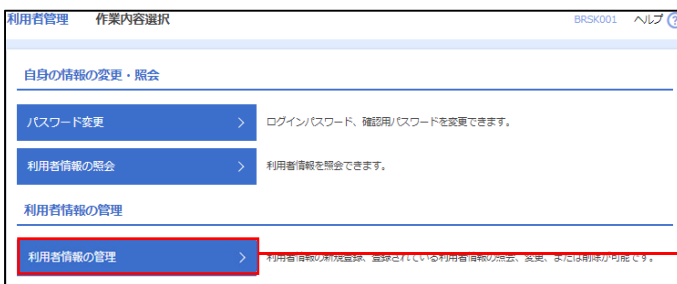 利用者管理 作業内容選択 BRSK001 ヘルプ ?
自身の情報の変更・照会
パスワード変更 > ログインパスワード、確認用パスワードを変更できます。
利用者情報の照会 > 利用者情報を照会できます。
利用者情報の管理
利用者情報の管理 > 利用者情報の新規登録、登録されている利用者情報の照会、変更、または削除が可能です。